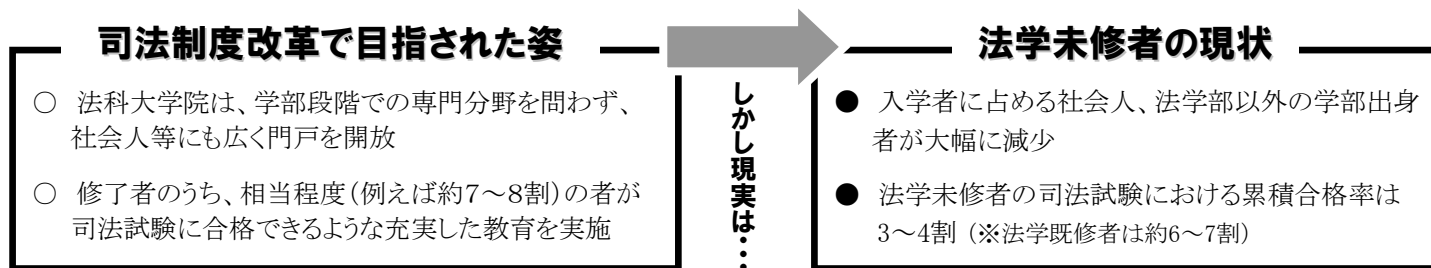 司法制度改革で目指された姿
○ 法科大学院は、学部段階での専門分野を問わず、
社会人等にも広く門戸を開放
○ 修了者のうち、相当程度(例えば約7～8割)の者が
司法試験に合格できるような充実した教育を実施
しかし現実は・・・
法学未修者の現状
● 入学者に占める社会人、法学部以外の学部出身
者が大幅に減少
● 法学未修者の司法試験における累積合格率は
3～4割 (※法学既修者は約6～7割)